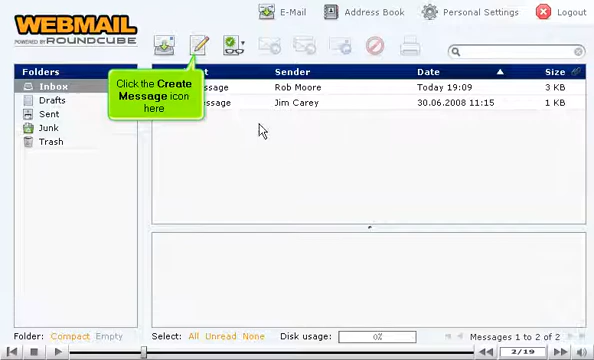 E-Mail Address Book Personal Settings Logout
WEBMAIL
POWERED BY ROUNDCUBE
Folders
Inbox
Drafts
Sent
Junk
Trash
Click the Create
Message icon
here
Sender Date Size
ssage Rob Moore Today 19:09 3 KB
ssage Jim Carey 30.06.2008 11:15 1 KB
Folder: Compact Empty Select: All Unread None Disk usage: 0% Messages 1 to 2 of 2
2/19